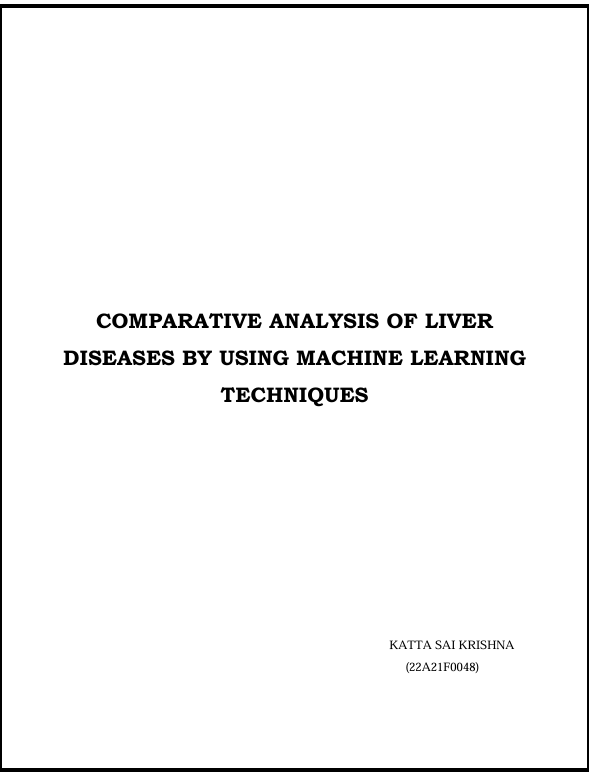 COMPARATIVE ANALYSIS OF LIVER
DISEASES BY USING MACHINE LEARNING
TECHNIQUES
KATTA SAI KRISHNA
(22A21F0048)